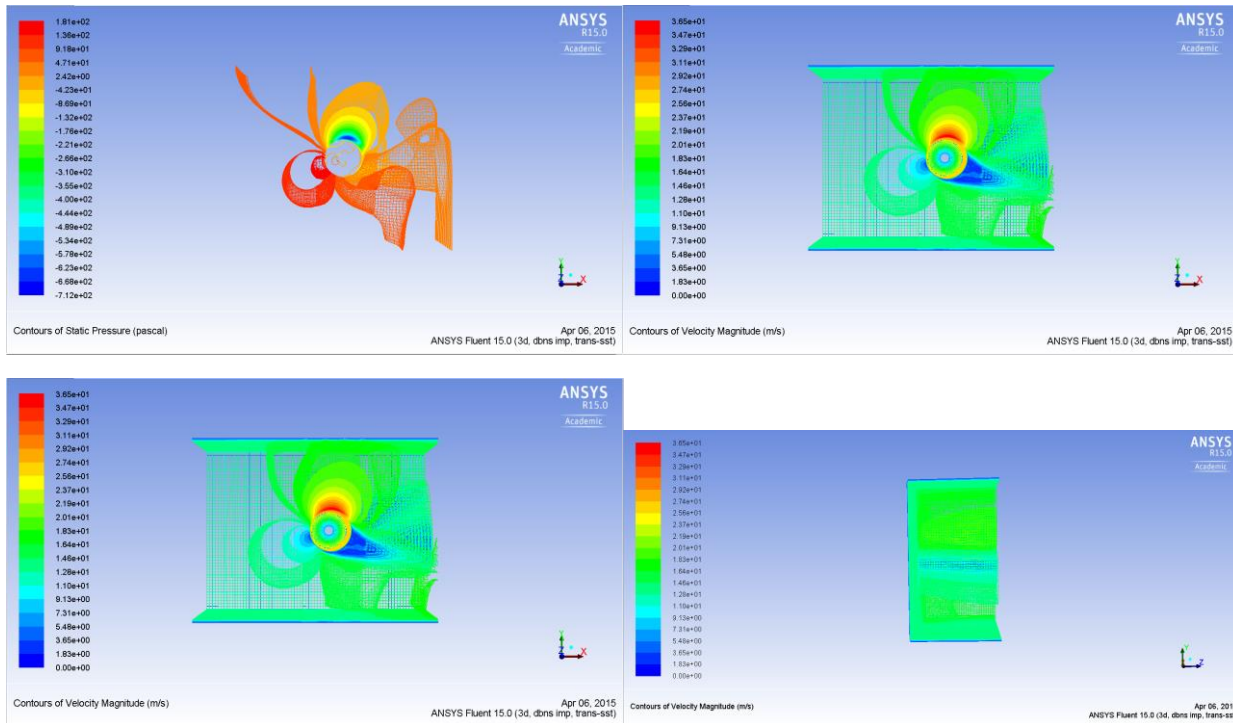 1.81e+02
1.36e+02
9.18e+01
4.71e+01
2.42e+00
-4.23e+01
-8.69e+01
-1.32e+02
-1.76e+02
-2.21e+02
-2.66e+02
-3.10e+02
-3.55e+02
-4.00e+02
-4.44e+02
-4.89e+02
-5.34e+02
-5.78e+02
-6.23e+02
-6.68e+02
-7.12e+02
ANSYS
R15.0
Academic
Y
Z X
Contours of Static Pressure (pascal)
Apr 06, 2015
ANSYS Fluent 15.0 (3d, dbns imp, trans-sst)
3.65e+01
3.47e+01
3.29e+01
3.11e+01
2.92e+01
2.74e+01
2.56e+01
2.37e+01
2.19e+01
2.01e+01
1.83e+01
1.64e+01
1.46e+01
1.28e+01
1.10e+01
9.13e+00
7.31e+00
5.48e+00
3.65e+00
1.83e+00
0.00e+00
ANSYS
R15.0
Academic
Y
Z X
Contours of Velocity Magnitude (m/s)
Apr 06, 2015
ANSYS Fluent 15.0 (3d, dbns imp, trans-sst)
3.65e+01
3.47e+01
3.29e+01
3.11e+01
2.92e+01
2.74e+01
2.56e+01
2.37e+01
2.19e+01
2.01e+01
1.83e+01
1.64e+01
1.46e+01
1.28e+01
1.10e+01
9.13e+00
7.31e+00
5.48e+00
3.65e+00
1.83e+00
0.00e+00
ANSYS
R15.0
Academic
Y
Z X
Contours of Velocity Magnitude (m/s)
Apr 06, 2015
ANSYS Fluent 15.0 (3d, dbns imp, trans-sst)
3.65e+01
3.47e+01
3.29e+01
3.11e+01
2.92e+01
2.74e+01
2.56e+01
2.37e+01
2.19e+01
2.01e+01
1.83e+01
1.64e+01
1.46e+01
1.28e+01
1.10e+01
9.13e+00
7.31e+00
5.48e+00
3.65e+00
1.83e+00
0.00e+00
ANSYS
R15.0
Academic
Y
Z
Contours of Velocity Magnitude (m/s)
Apr 06, 201
ANSYS Fluent 15.0 (3d, dbns imp, trans-sst